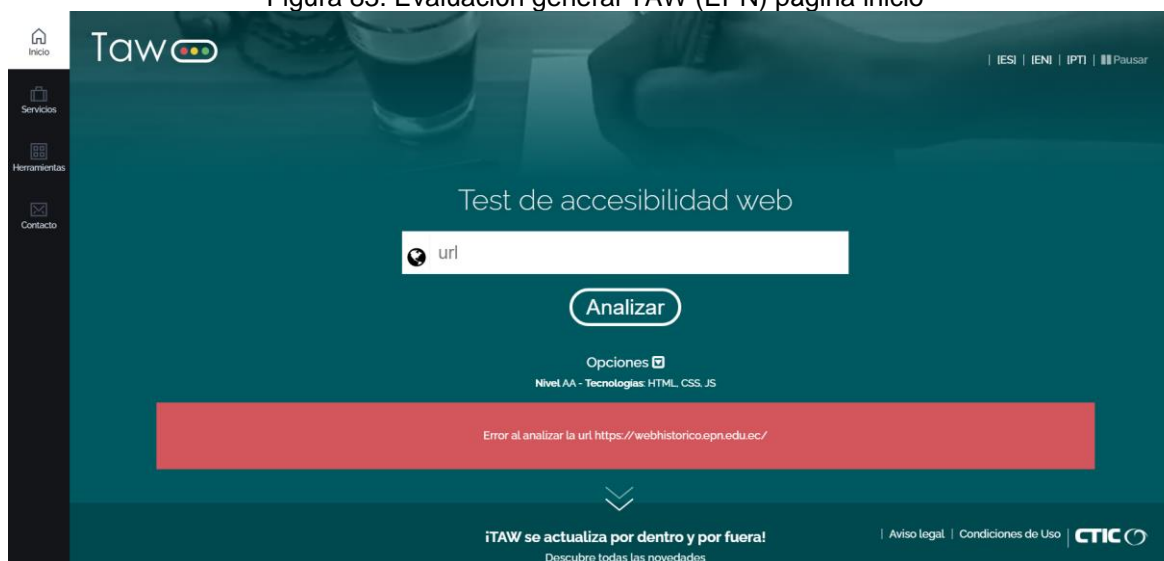 Figura 83. Evaluación general TAW (EPN) página inicio
Inicio
Taw
| [ES] | [EN] | [PT] | Pausar
Servicios
Herramientas
Contacto
Test de accesibilidad web
url
Analizar
Opciones
Nivel AA - Tecnologías: HTML, CSS, JS
Error al analizar la url https://webhistorico.epn.edu.ec/
¡TAW se actualiza por dentro y por fuera!
Descubre todas las novedades
| Aviso legal | Condiciones de Uso | CTIC